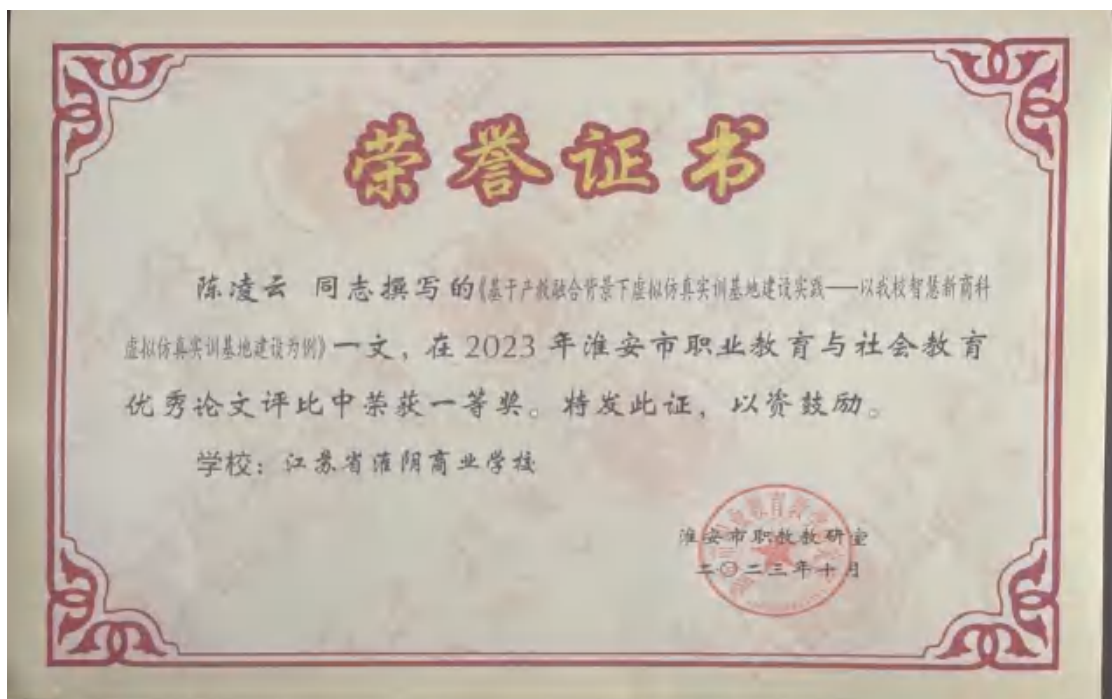 荣誉证书
陈凌云 同志撰写的《基于产教融合背景下虚拟仿真实训基地建设实践——以我校智慧新商科
虚拟仿真实训基地建设为例》一文，在 2023 年淮安市职业教育与社会教育
优秀论文评比中荣获一等奖。特发此证，以资鼓励。
学校：江苏省淮阴商业学校
淮安市职教教研室
二〇二三年十月